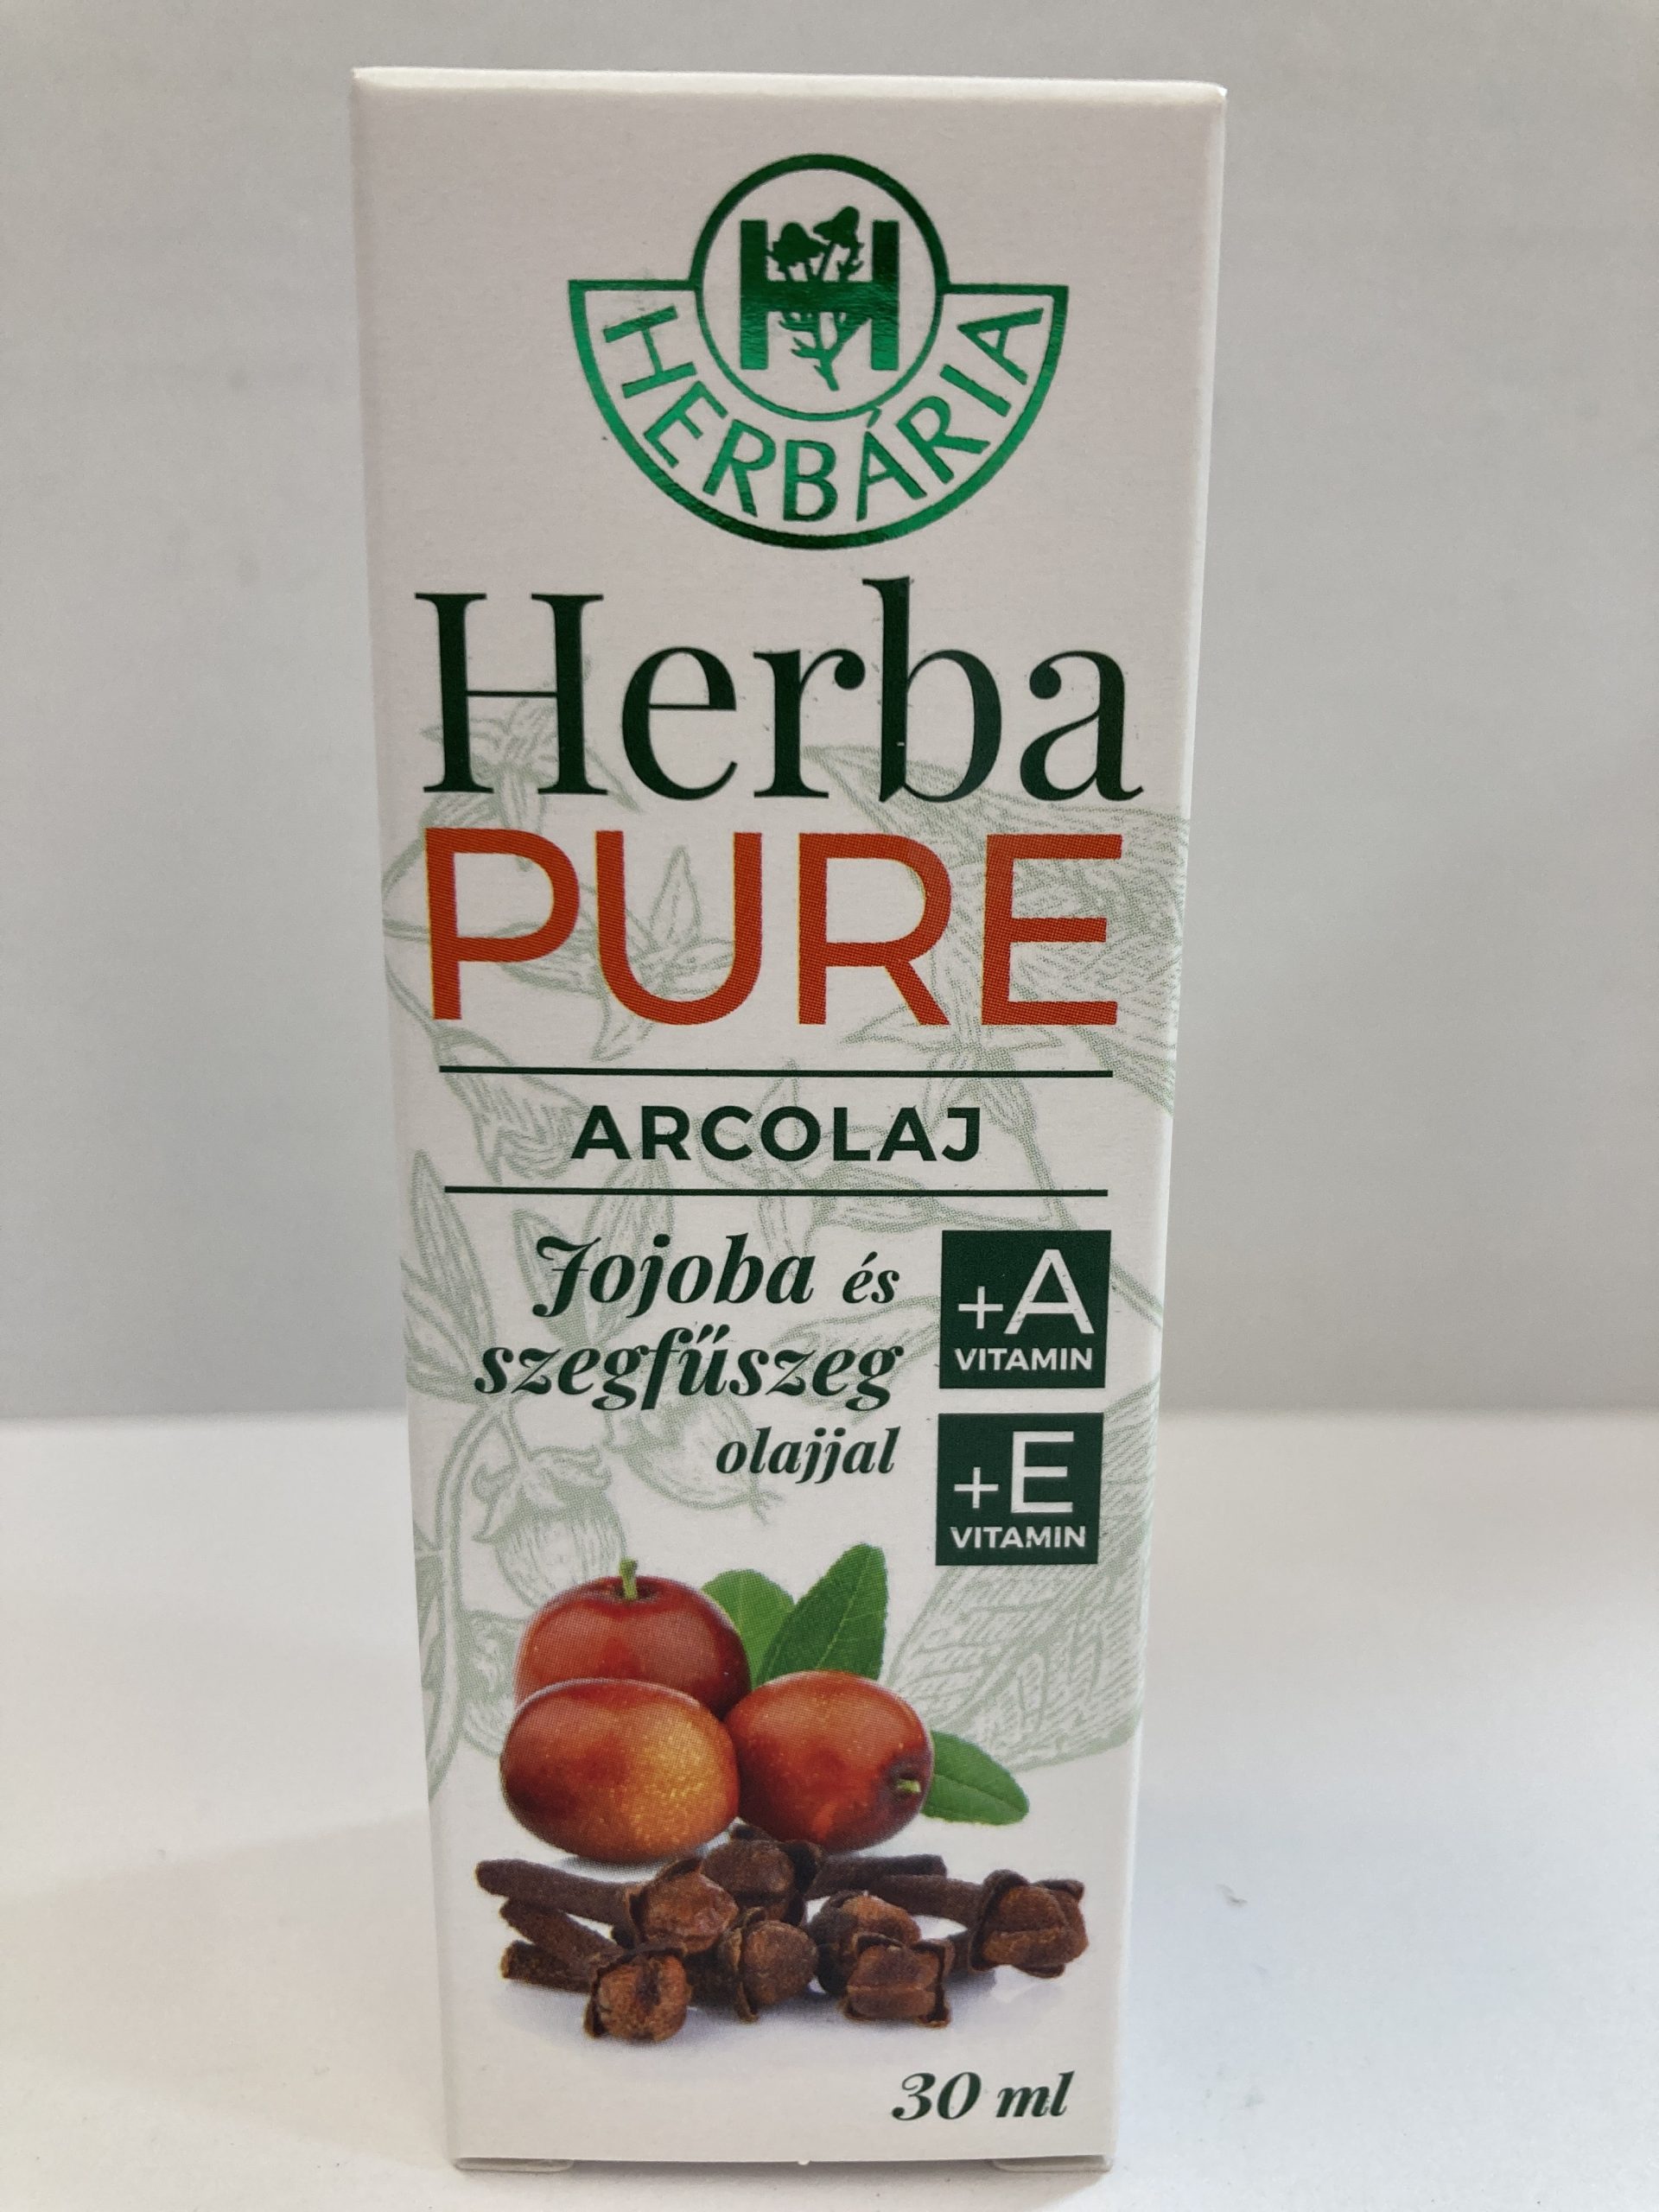 H
HERBÁRIA
Herba
PURE
ARCOLAJ
Jojoba és
szegfűszeg
olajjal
+A
VITAMIN
+E
VITAMIN
30 ml